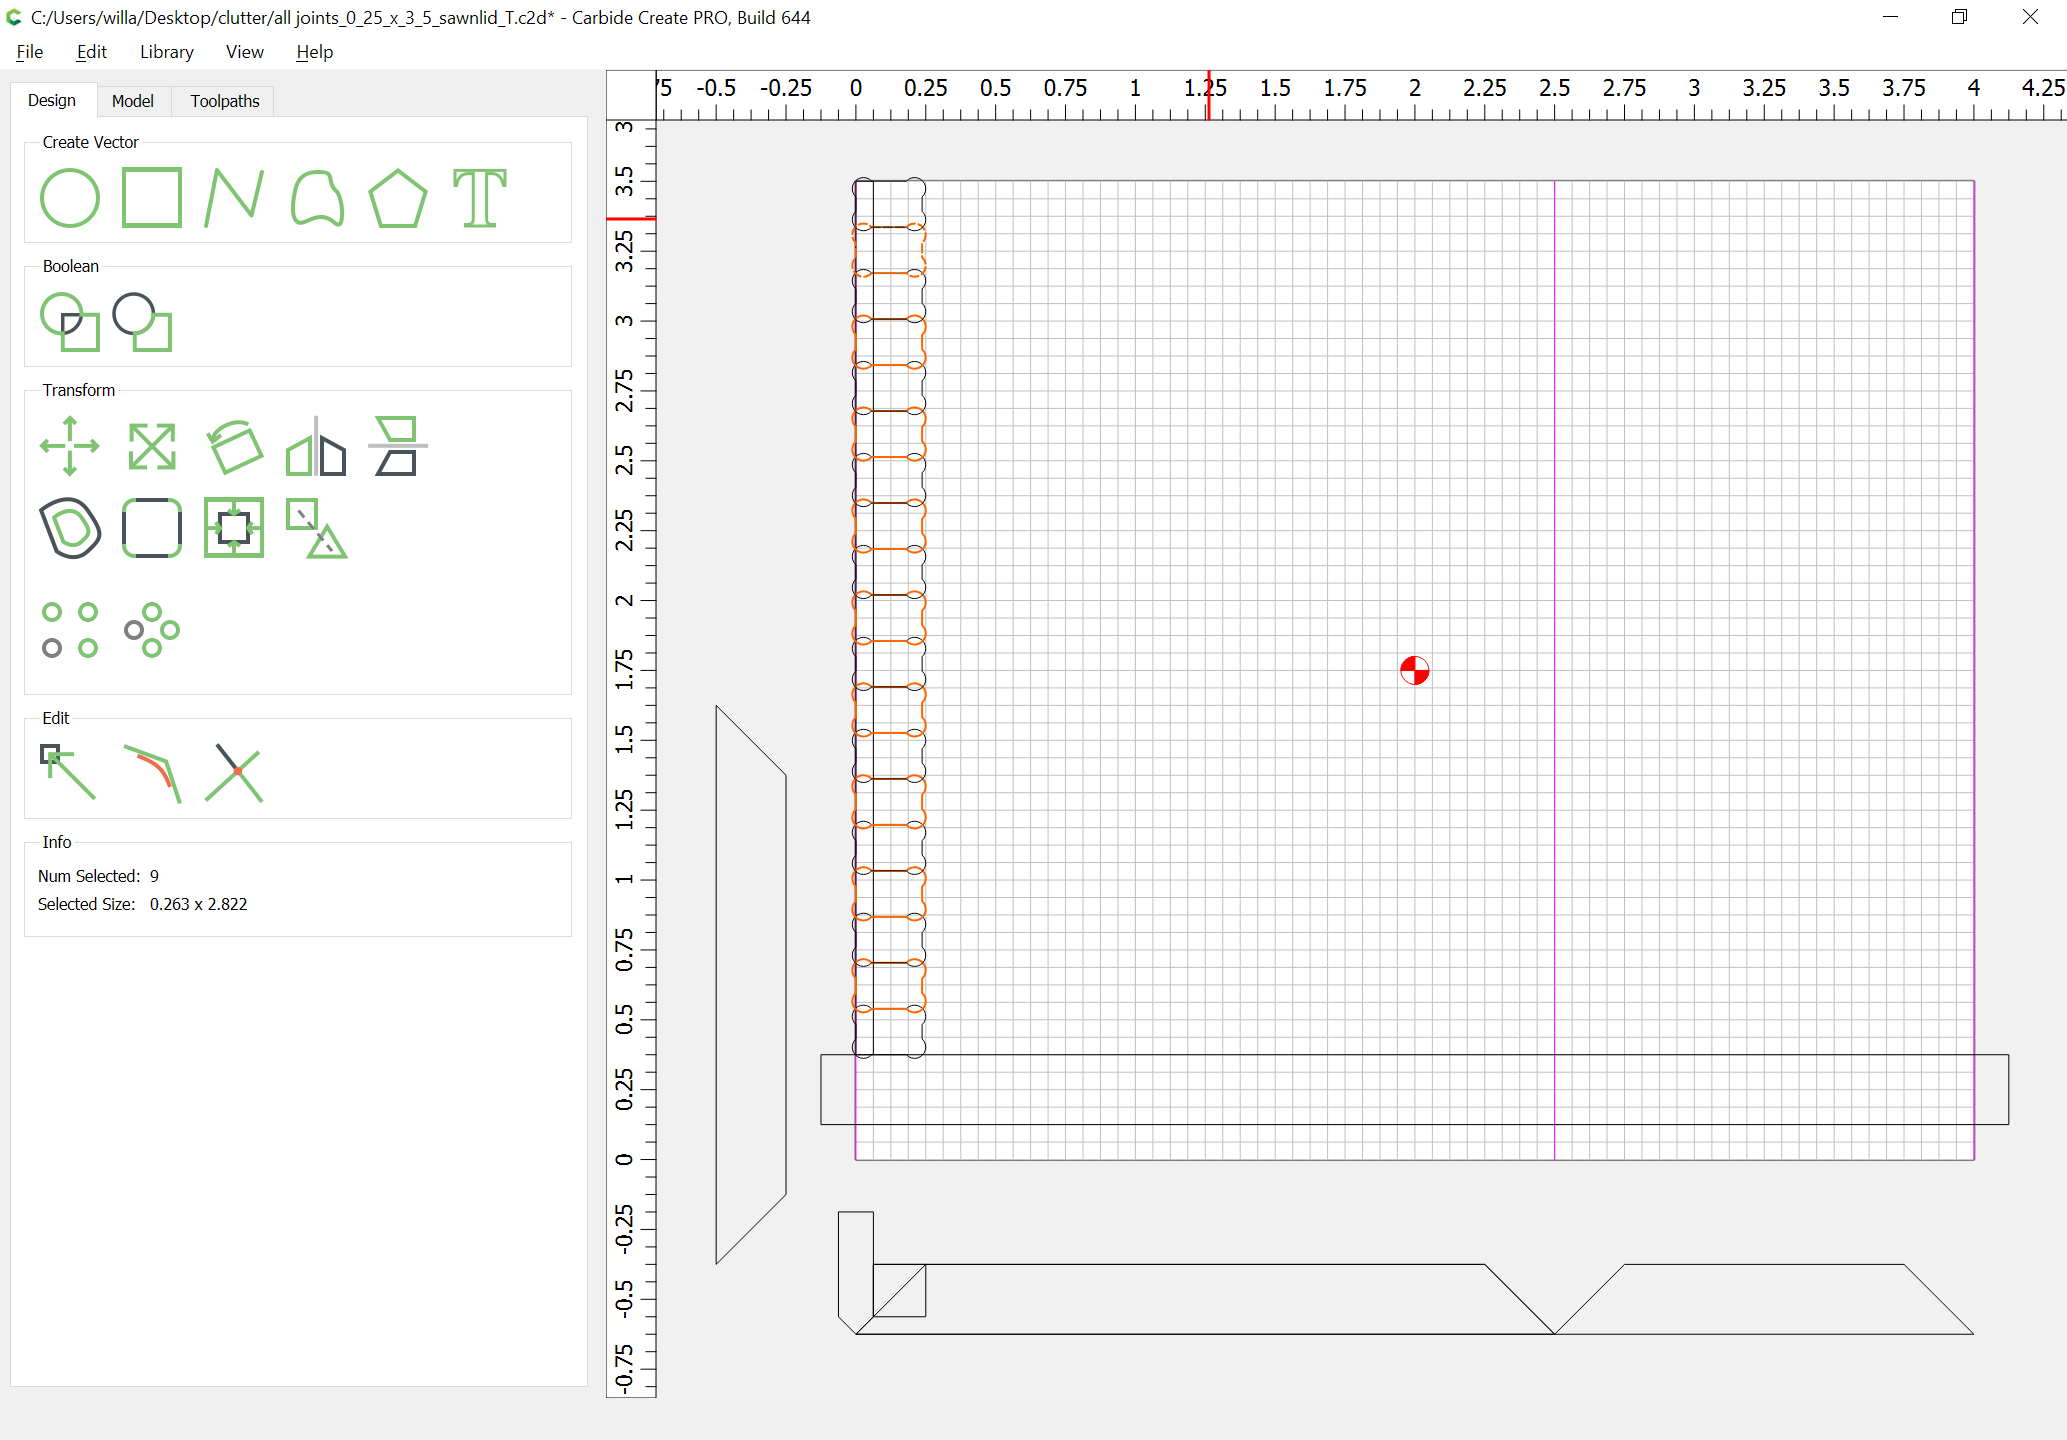 C:/Users/willa/Desktop/clutter/all joints_0_25_x_3_5_sawnlid_T.c2d* - Carbide Create PRO, Build 644
File Edit Library View Help
Design Model Toolpaths
Create Vector
Boolean
Transform
Edit
Info
Num Selected: 9
Selected Size: 0.263 x 2.822
75 -0.5 -0.25 0 0.25 0.5 0.75 1 1.25 1.5 1.75 2 2.25 2.5 2.75 3 3.25 3.5 3.75 4 4.25
3
3.5
3.25
3
2.75
2.5
2.25
2
1.75
1.5
1.25
1
0.75
0.5
0.25
0
-0.25
-0.5
-0.75